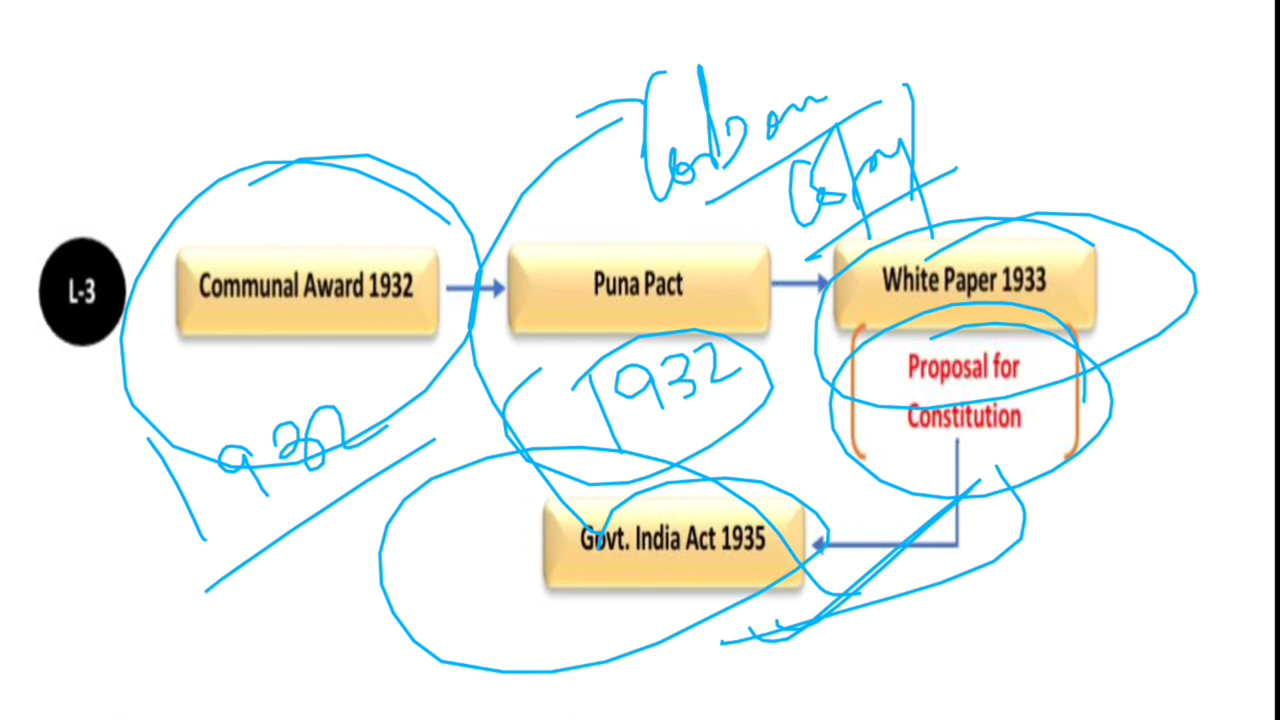 L-3
Communal Award 1932
Puna Pact
White Paper 1933
1932
Proposal for
Constitution
1932
Govt. India Act 1935